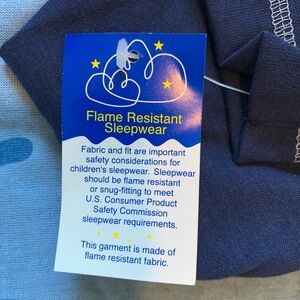 Flame Resistant
Sleepwear
Fabric and fit are important
safety considerations for
children's sleepwear. Sleepwear
should be flame resistant
or snug-fitting to meet
U.S. Consumer Product
Safety Commission
sleepwear requirements.
This garment is made of
flame resistant fabric.